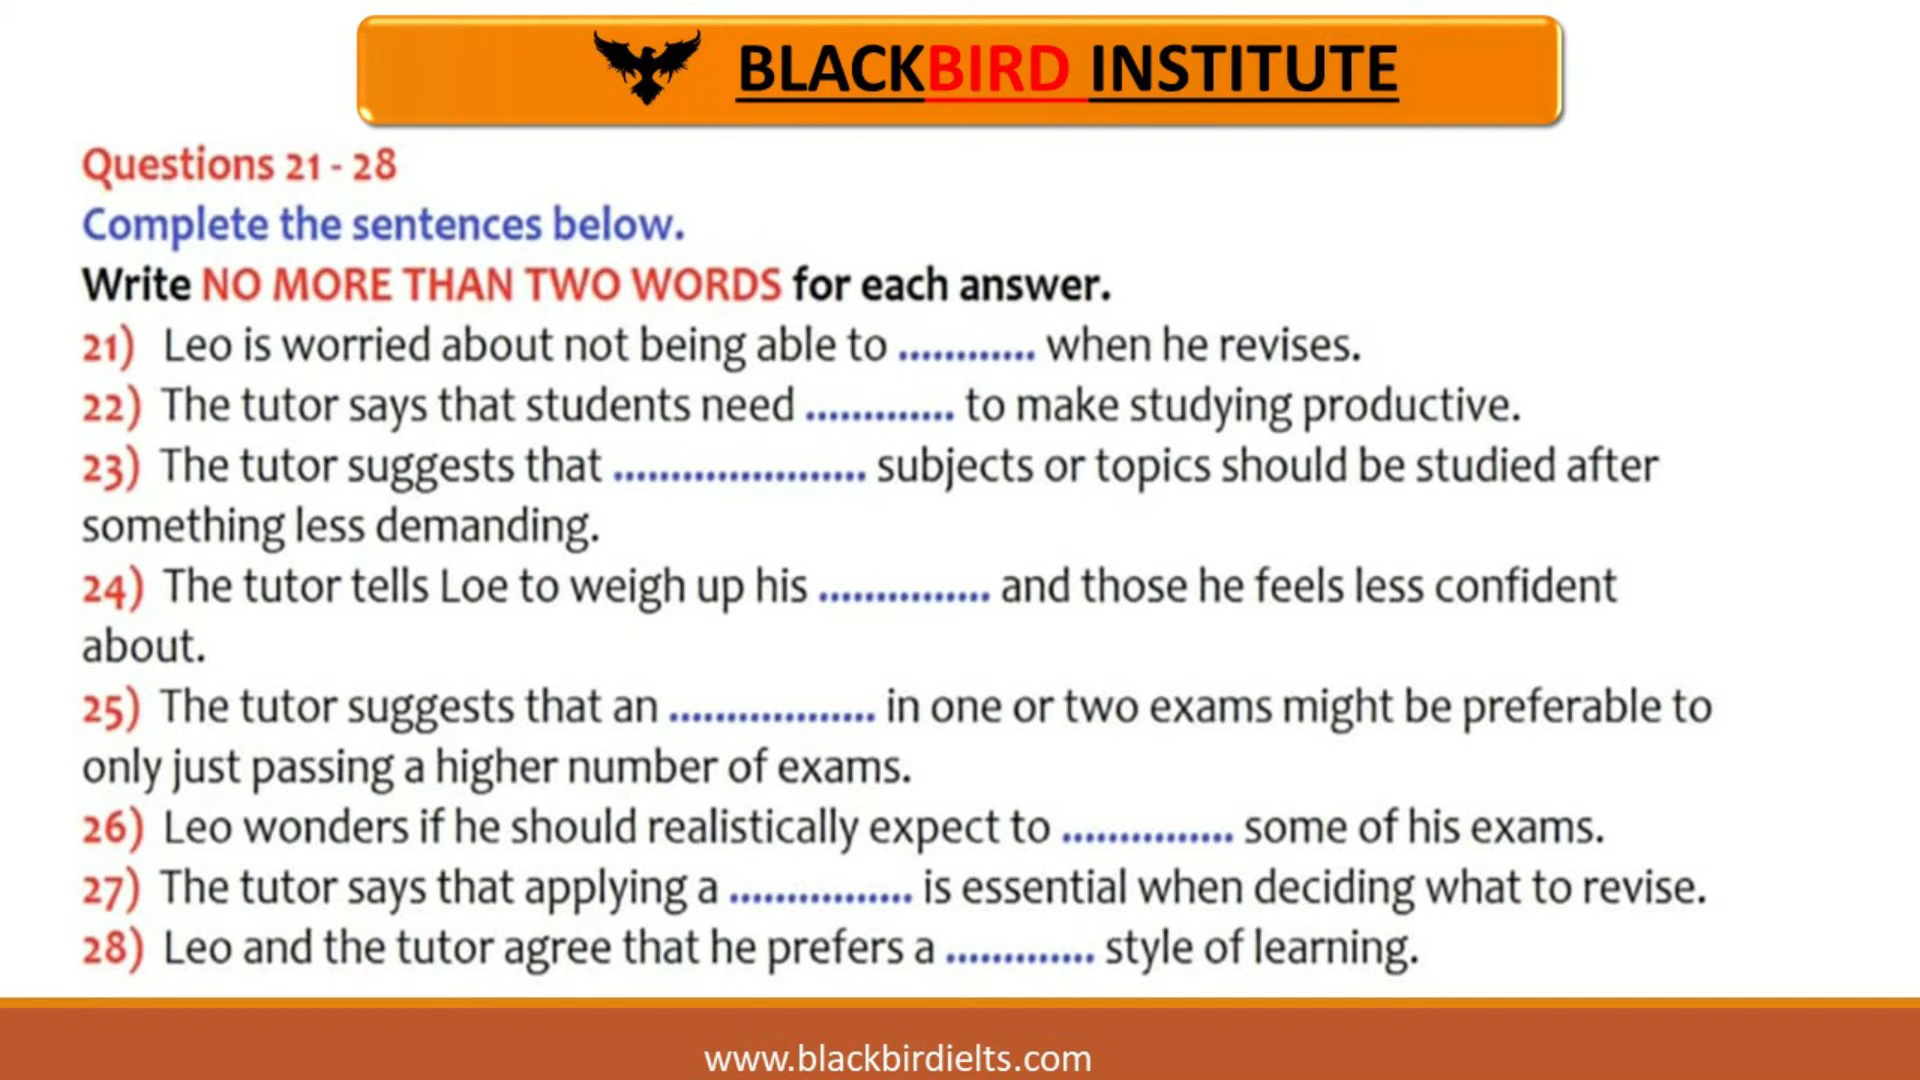 BLACKBIRD INSTITUTE
Questions 21 - 28
Complete the sentences below.
Write NO MORE THAN TWO WORDS for each answer.
21) Leo is worried about not being able to ............. when he revises.
22) The tutor says that students need .............. to make studying productive.
23) The tutor suggests that ...................... subjects or topics should be studied after
something less demanding.
24) The tutor tells Loe to weigh up his ............... and those he feels less confident
about.
25) The tutor suggests that an .................. in one or two exams might be preferable to
only just passing a higher number of exams.
26) Leo wonders if he should realistically expect to ............... some of his exams.
27) The tutor says that applying a ................ is essential when deciding what to revise.
28) Leo and the tutor agree that he prefers a ............. style of learning.
www.blackbirdielts.com